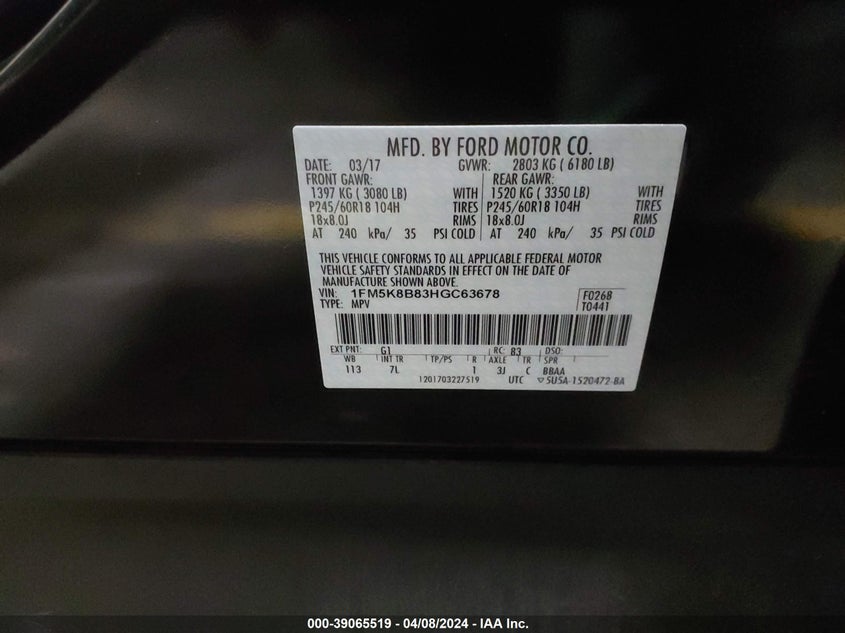 MFD. BY FORD MOTOR CO.
DATE: 03/17 GVWR: 2803 KG ( 6180 LB)
FRONT GAWR: REAR GAWR:
1397 KG ( 3080 LB) WITH 1520 KG ( 3350 LB) WITH
P245/60R18 104H TIRES P245/60R18 104H TIRES
18x8.0J RIMS 18x8.0J RIMS
AT 240 kPa/ 35 PSI COLD AT 240 kPa/ 35 PSI COLD
THIS VEHICLE CONFORMS TO ALL APPLICABLE FEDERAL MOTOR
VEHICLE SAFETY STANDARDS IN EFFECT ON THE DATE OF
MANUFACTURE SHOWN ABOVE.
VIN: 1FM5K8B83HGC63678 F0268
TYPE: MPV T0441
EXT PNT: G1 RC: 83 DSO:
WB INT TR TP/PS R AXLE TR SPR
113 7L 1 3J C BBAA
1201703227519 UTC ▽5U5A-1520472-BA
000-39065519 - 04/08/2024 - IAA Inc.